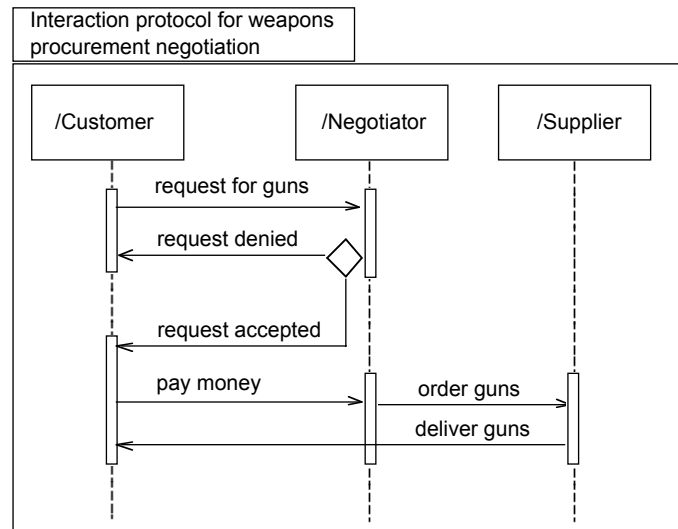 Interaction protocol for weapons
procurement negotiation
/Customer
/Negotiator
/Supplier
request for guns
request denied
request accepted
pay money
order guns
deliver guns